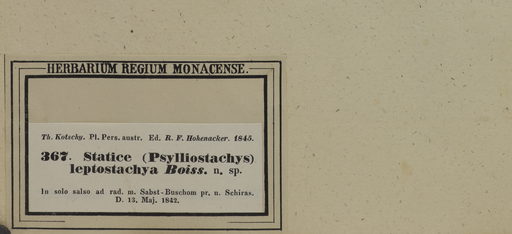 HERBARIUM REGIUM MONACENSE.
Th. Kotschy. Pl. Pers. austr. Ed. R. F. Hohenacker. 1845.
367. Statice (Psylliostachys)
leptostachya Boiss. n. sp.
In solo salso ad rad. m. Sabst-Buschom pr. u. Schiras.
D. 13. Maj. 1842.